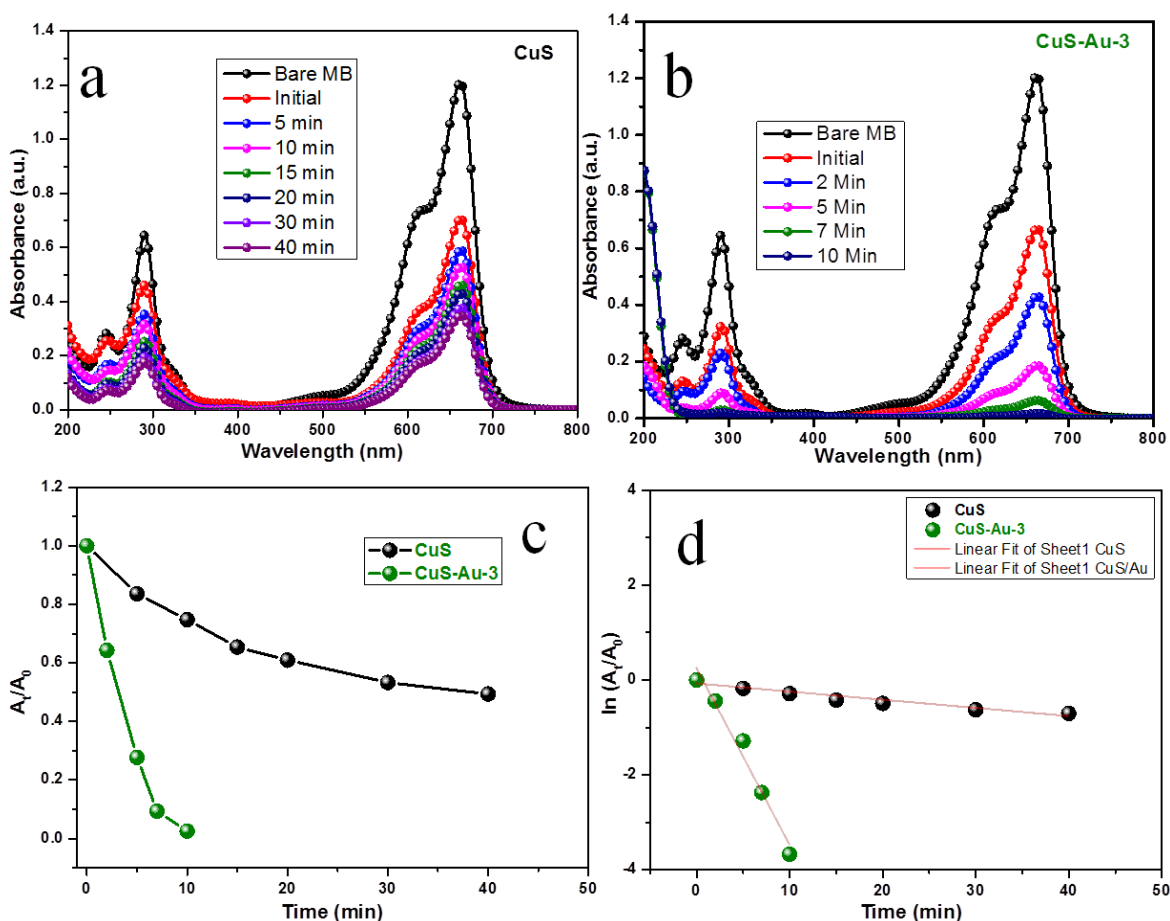 a
CuS
Bare MB
Initial
5 min
10 min
15 min
20 min
30 min
40 min
Absorbance (a.u.)
1.4
1.2
1.0
0.8
0.6
0.4
0.2
0.0
200 300 400 500 600 700 800
Wavelength (nm)
b
CuS-Au-3
Bare MB
Initial
2 Min
5 Min
7 Min
10 Min
Absorbance (a.u.)
1.4
1.2
1.0
0.8
0.6
0.4
0.2
0.0
200 300 400 500 600 700 800
Wavelength (nm)
c
CuS
CuS-Au-3
At/A0
1.2
1.0
0.8
0.6
0.4
0.2
0.0
0 10 20 30 40 50
Time (min)
d
CuS
CuS-Au-3
Linear Fit of Sheet1 CuS
Linear Fit of Sheet1 CuS/Au
ln (At/A0)
4
2
0
-2
-4
0 10 20 30 40 50
Time (min)